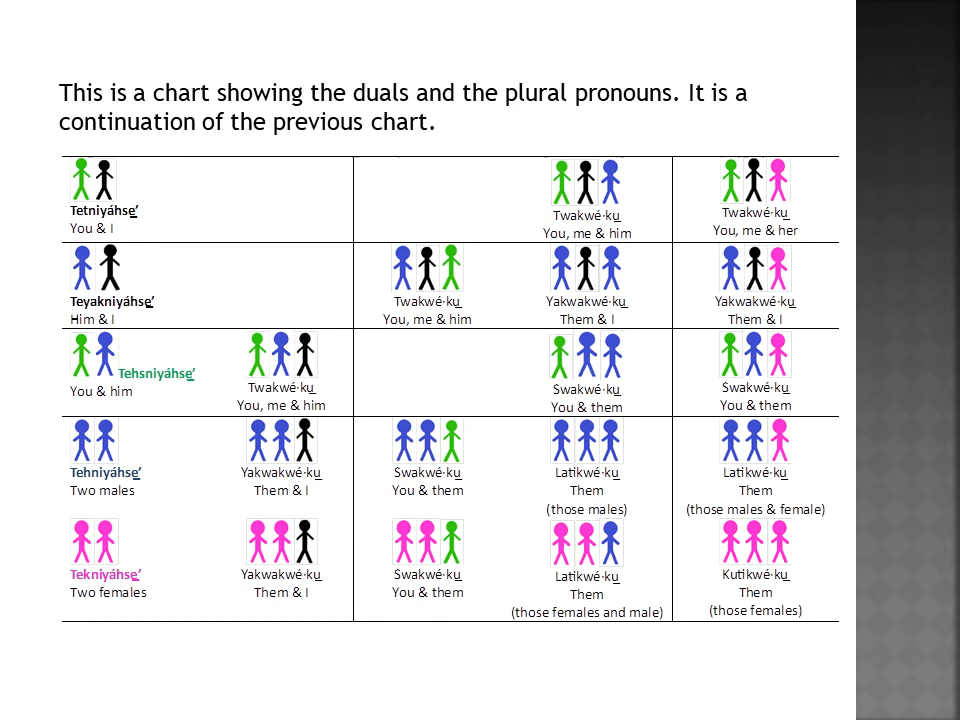 This is a chart showing the duals and the plural pronouns. It is a
continuation of the previous chart.
Tetniyáhse̲ʼ
You & I
Twakwé·ku̲
You, me & him
Twakwé·ku̲
You, me & her
Teyakniyáhse̲ʼ
Him & I
Twakwé·ku̲
You, me & him
Yakwakwé·ku̲
Them & I
Yakwakwé·ku̲
Them & I
Tehsniyáhse̲ʼ
You & him
Twakwé·ku̲
You, me & him
Swakwé·ku̲
You & them
Swakwé·ku̲
You & them
Tehniyáhse̲ʼ
Two males
Yakwakwé·ku̲
Them & I
Swakwé·ku̲
You & them
Latikwé·ku̲
Them
(those males)
Latikwé·ku̲
Them
(those males & female)
Tekniyáhse̲ʼ
Two females
Yakwakwé·ku̲
Them & I
Swakwé·ku̲
You & them
Latikwé·ku̲
Them
(those females and male)
Kutikwé·ku̲
Them
(those females)